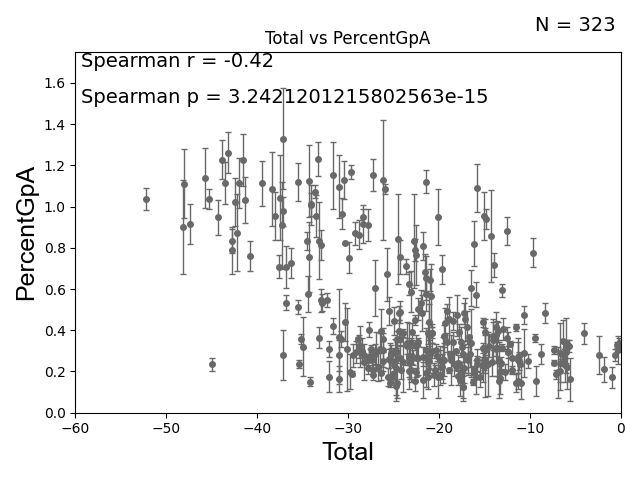 N = 323
Total vs PercentGpA
Spearman r = -0.42
Spearman p = 3.2421201215802563e-15
PercentGpA
1.6
1.4
1.2
1.0
0.8
0.6
0.4
0.2
0.0
−60 −50 −40 −30 −20 −10 0
Total